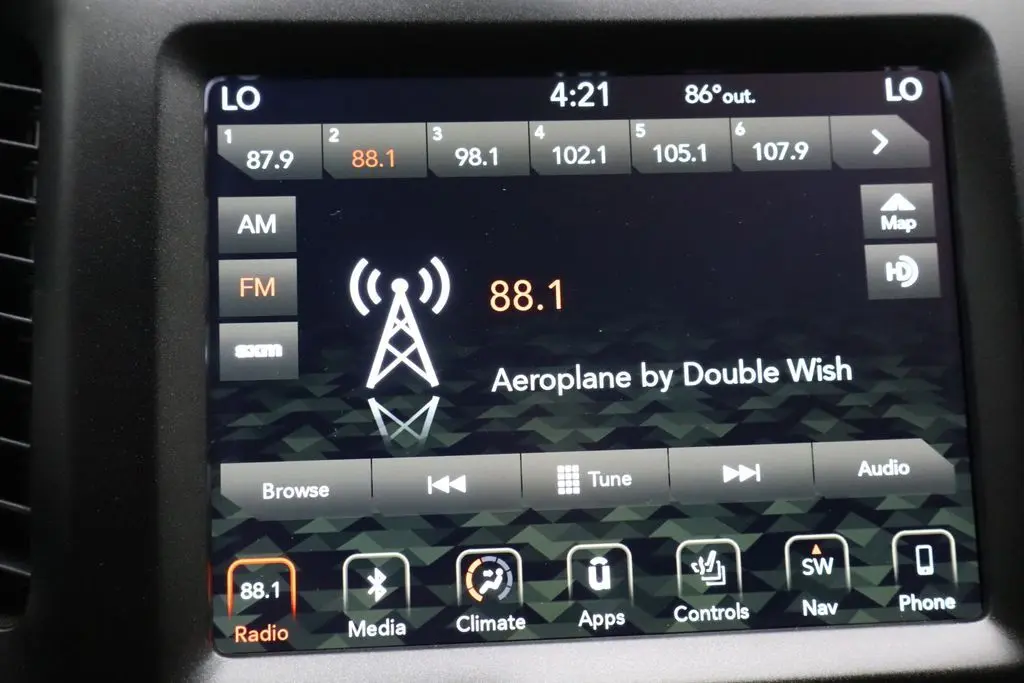 LO 4:21 86° out. LO
1 87.9 2 88.1 3 98.1 4 102.1 5 105.1 6 107.9
AM
Map
FM
HD
88.1
sxm
Aeroplane by Double Wish
Browse Tune Audio
88.1 SW
Radio Media Climate Apps Controls Nav Phone